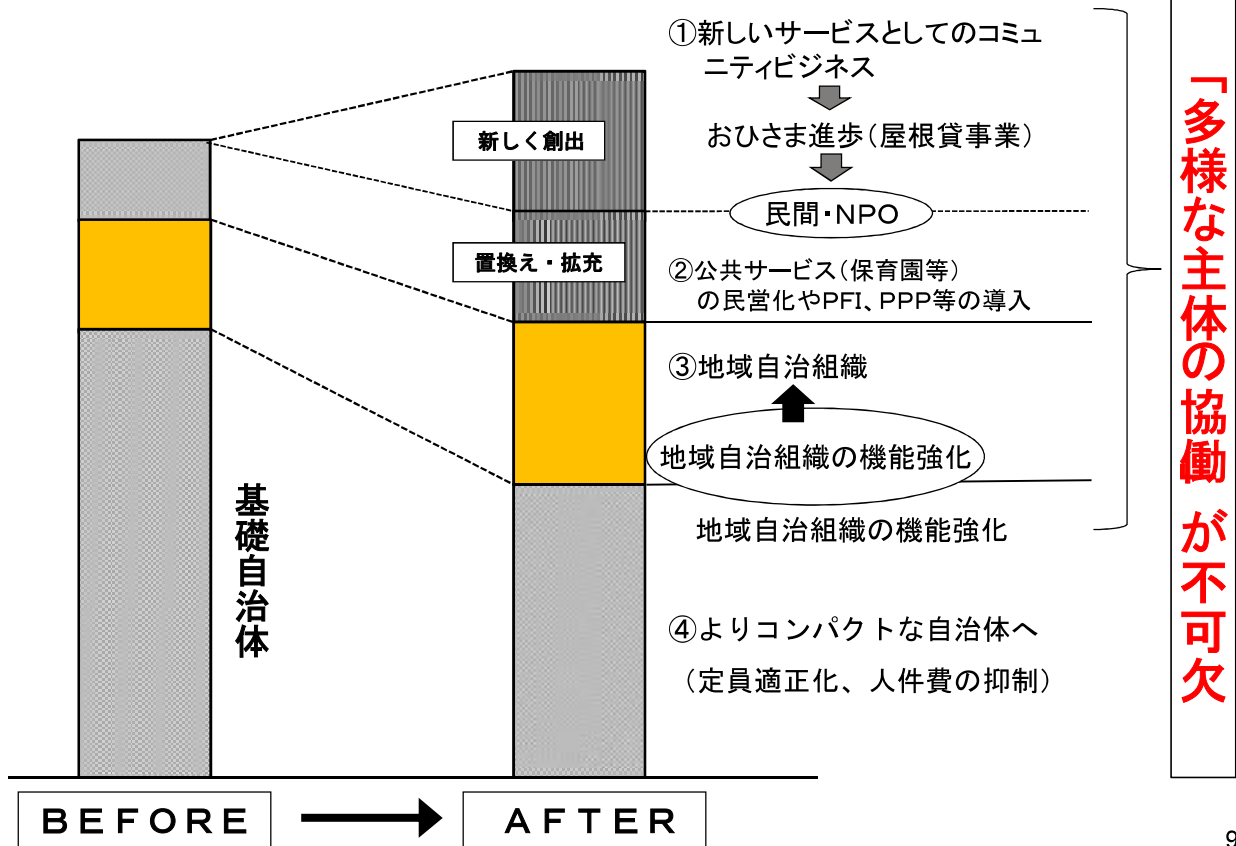 ①新しいサービスとしてのコミュ
ニティビジネス
おひさま進歩(屋根貸事業)
新しく創出
民間・NPO
置換え・拡充
②公共サービス(保育園等)
の民営化やPFI、PPP等の導入
③地域自治組織
地域自治組織の機能強化
地域自治組織の機能強化
基礎自治体
④よりコンパクトな自治体へ
(定員適正化、人件費の抑制)
「多様な主体の協働 が不可欠
BEFORE
AFTER
9